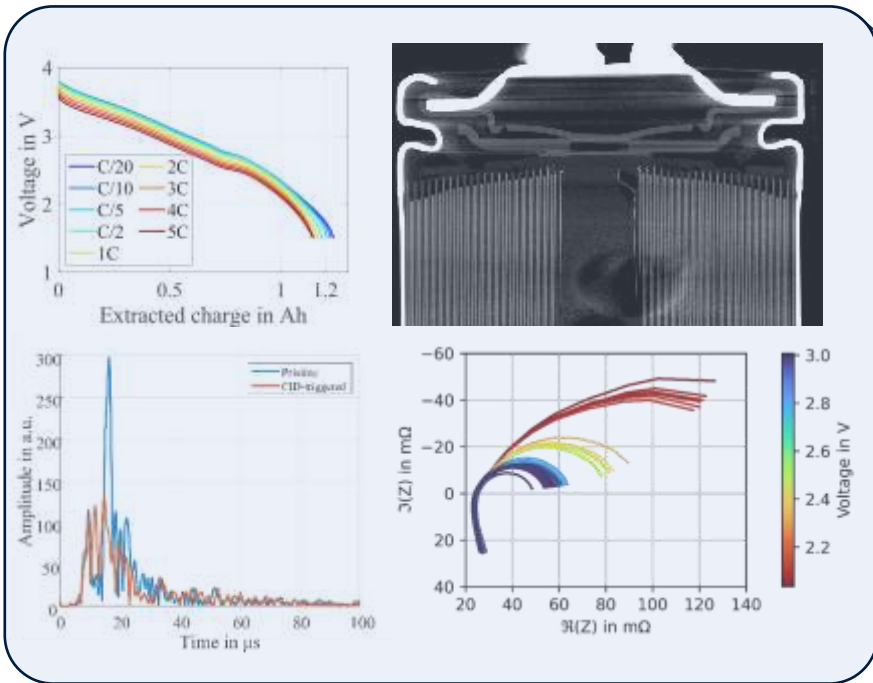 4
3
2
1
Voltage in V
C/20
2C
C/10
3C
C/5
4C
C/2
5C
1C
0
0.5
1
1.2
Extracted charge in Ah
300
250
200
150
100
50
0
Amplitude in a.u.
Pristine
CID-triggered
0
20
40
60
80
100
Time in μs
−60
−40
−20
0
20
40
ℑ(Z) in mΩ
20
40
60
80
100
120
140
ℜ(Z) in mΩ
3.0
2.8
2.6
2.4
2.2
Voltage in V